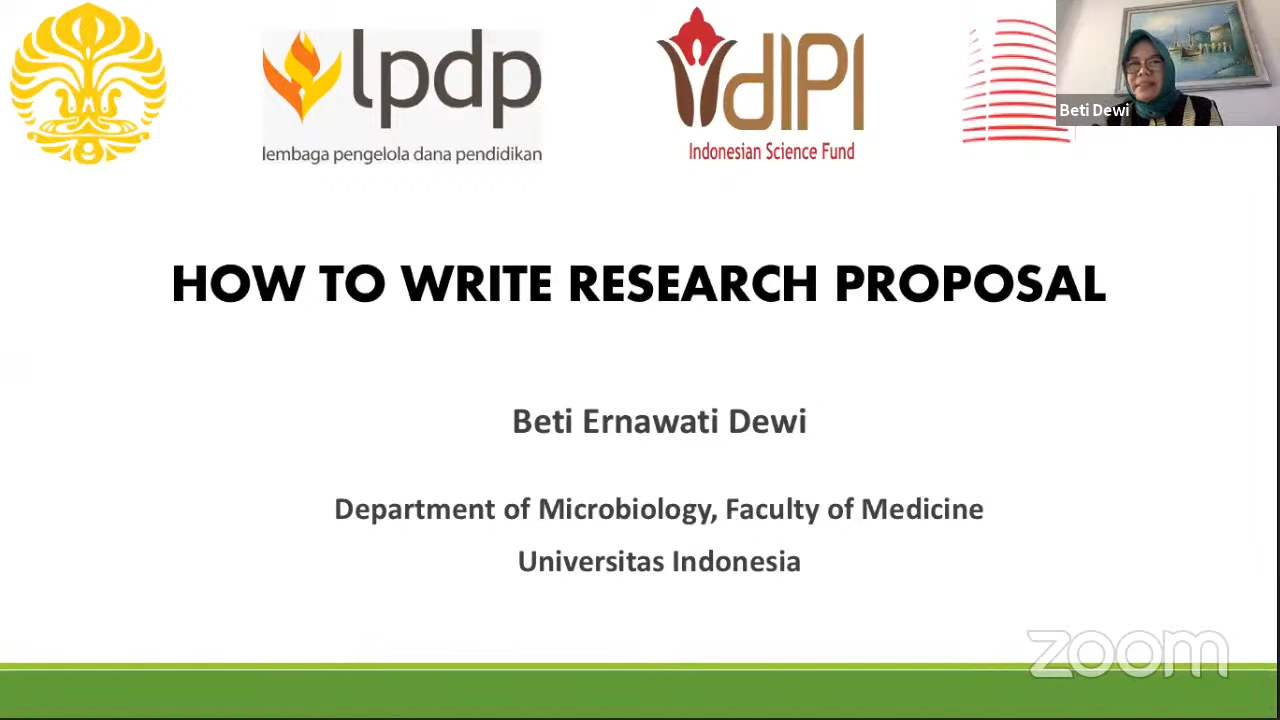 lpdp
lembaga pengelola dana pendidikan
dIPI
Indonesian Science Fund
Beti Dewi
HOW TO WRITE RESEARCH PROPOSAL
Beti Ernawati Dewi
Department of Microbiology, Faculty of Medicine
Universitas Indonesia
zoom